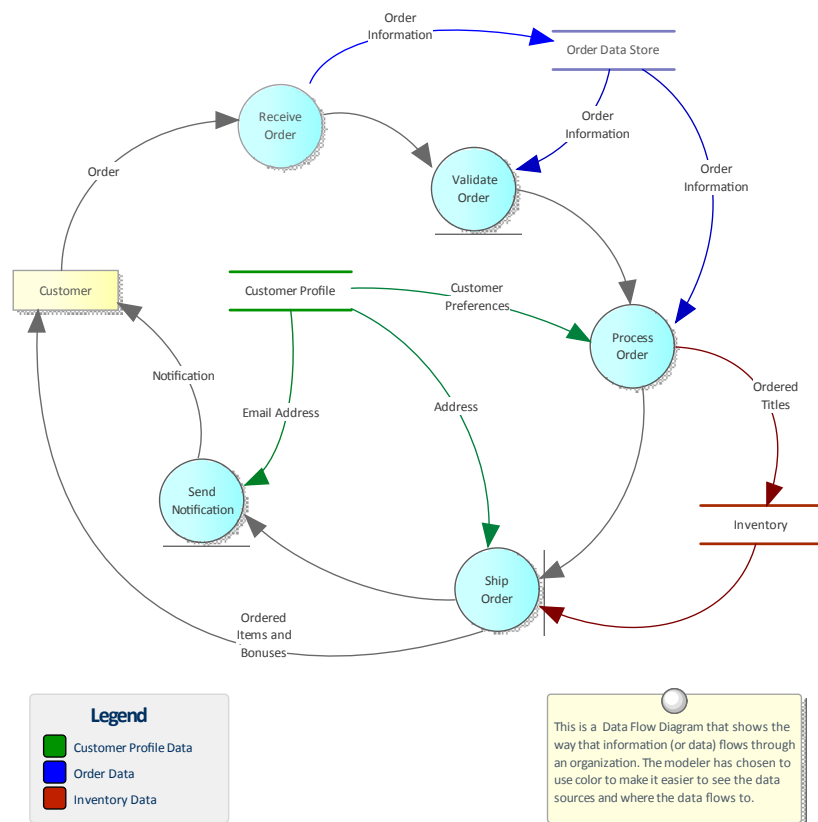 Order
Information
Order Data Store
Receive
Order
Order
Information
Order
Validate
Order
Order
Information
Customer
Customer Profile
Customer
Preferences
Process
Order
Notification
Email Address
Address
Ordered
Titles
Send
Notification
Inventory
Ship
Order
Ordered
Items and
Bonuses
Legend
Customer Profile Data
Order Data
Inventory Data
This is a Data Flow Diagram that shows the
way that information (or data) flows through
an organization. The modeler has chosen to
use color to make it easier to see the data
sources and where the data flows to.